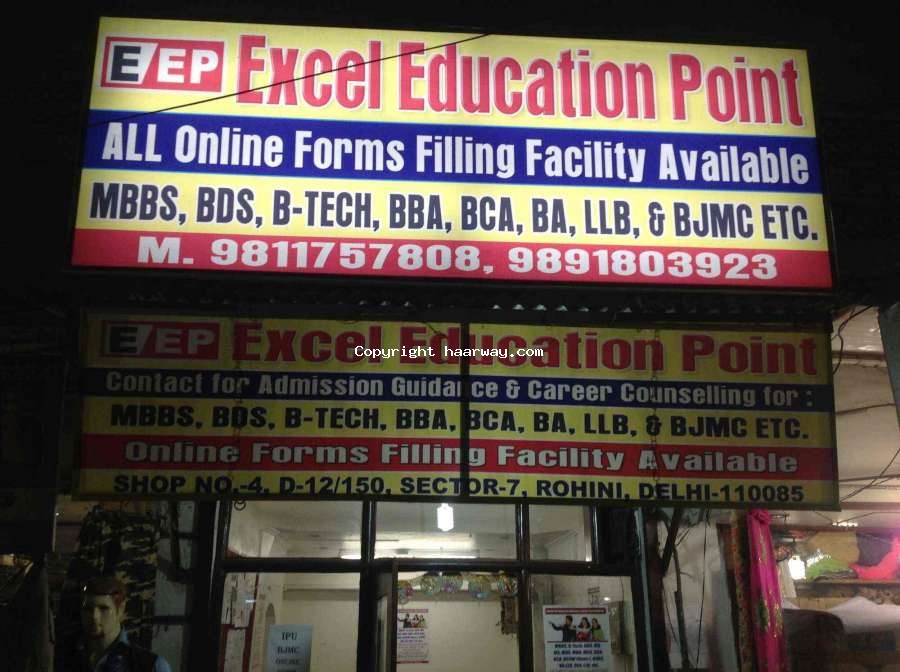 E/EP Excel Education Point
ALL Online Forms Filling Facility Available
MBBS, BDS, B-TECH, BBA, BCA, BA, LLB, & BJMC ETC.
M. 9811757808, 9891803923
E/EP Excel Education Point
Copyright haarway.com
Contact for Admission Guidance & Career Counselling for :
MBBS, BDS, B-TECH, BBA, BCA, BA, LLB, & BJMC ETC.
Online Forms Filling Facility Available
SHOP NO.-4, D-12/150, SECTOR-7, ROHINI, DELHI-110085
IPU
BJMC
ONLINE